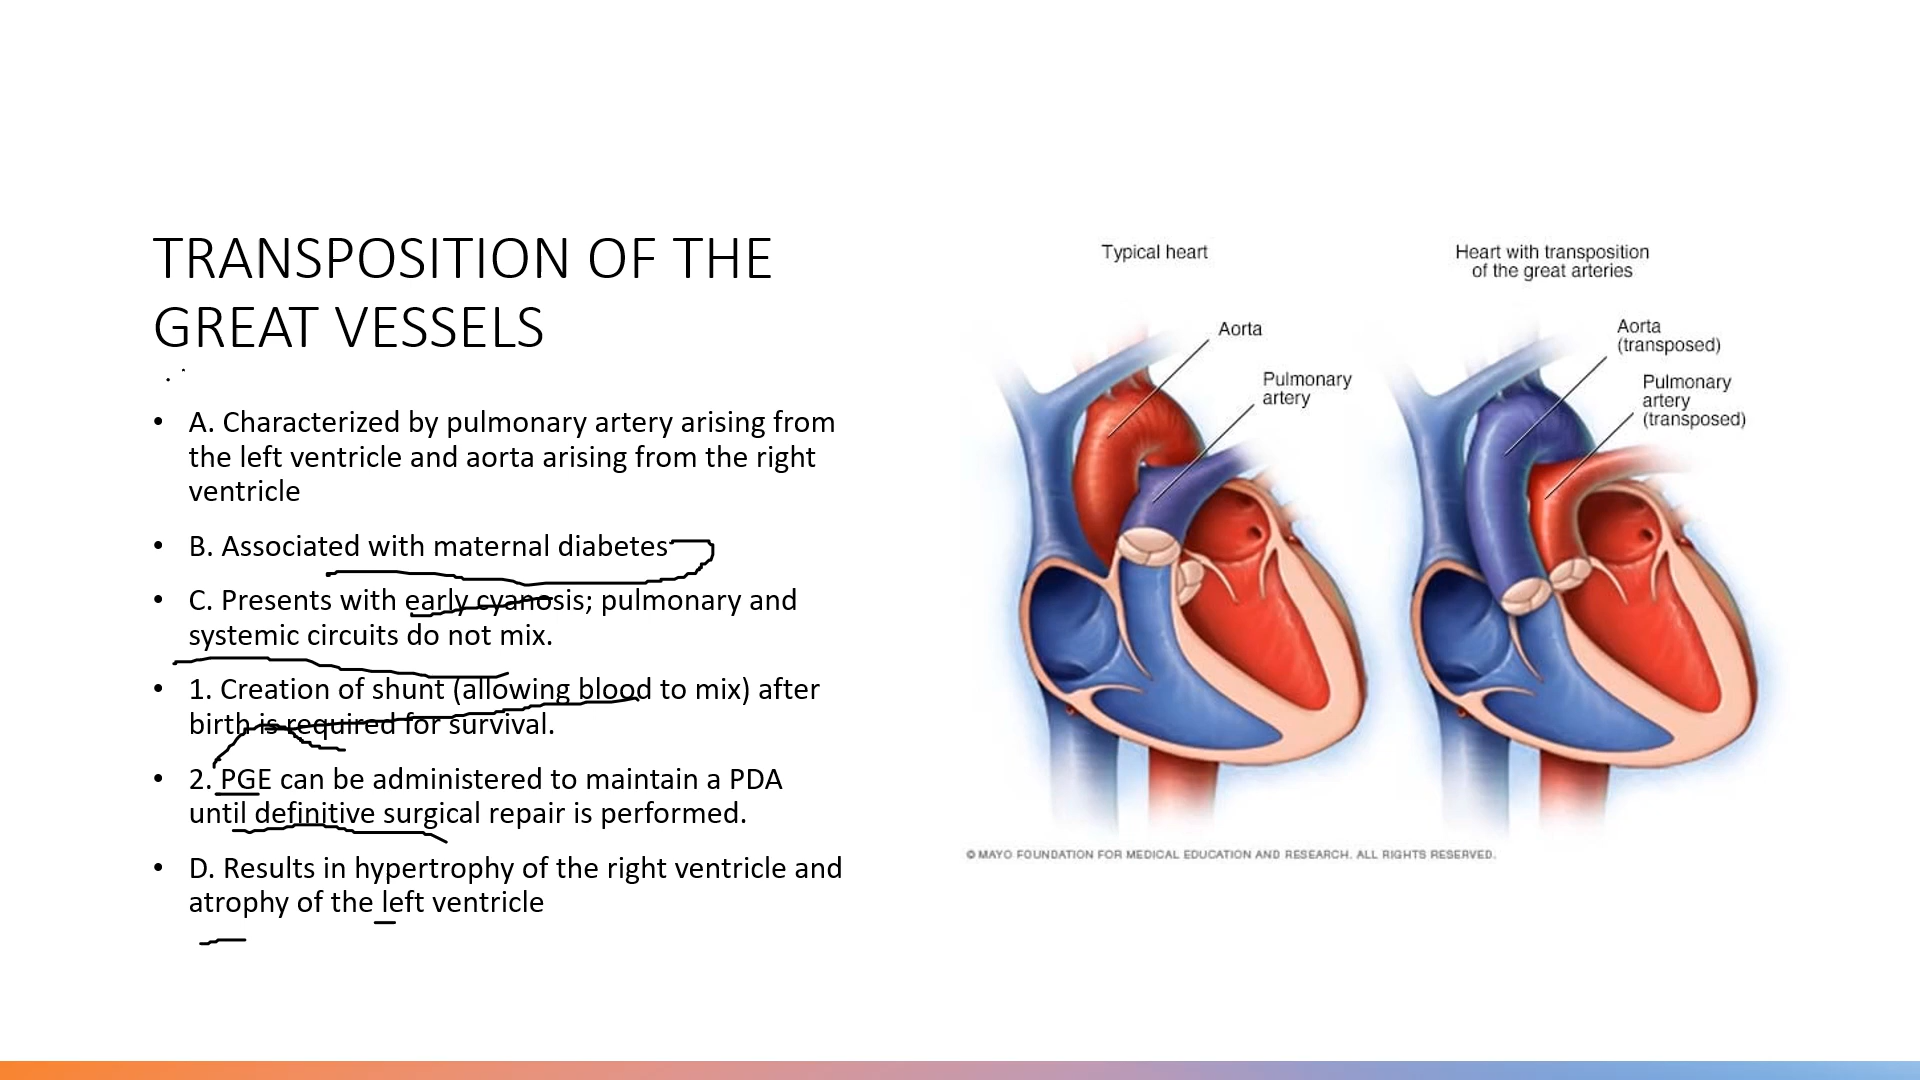 TRANSPOSITION OF THE
GREAT VESSELS
• A. Characterized by pulmonary artery arising from
the left ventricle and aorta arising from the right
ventricle
• B. Associated with maternal diabetes
• C. Presents with early cyanosis; pulmonary and
systemic circuits do not mix.
• 1. Creation of shunt (allowing blood to mix) after
birth is required for survival.
• 2. PGE can be administered to maintain a PDA
until definitive surgical repair is performed.
• D. Results in hypertrophy of the right ventricle and
atrophy of the left ventricle
Typical heart
Aorta
Pulmonary
artery
Heart with transposition
of the great arteries
Aorta
(transposed)
Pulmonary
artery
(transposed)
© MAYO FOUNDATION FOR MEDICAL EDUCATION AND RESEARCH. ALL RIGHTS RESERVED.